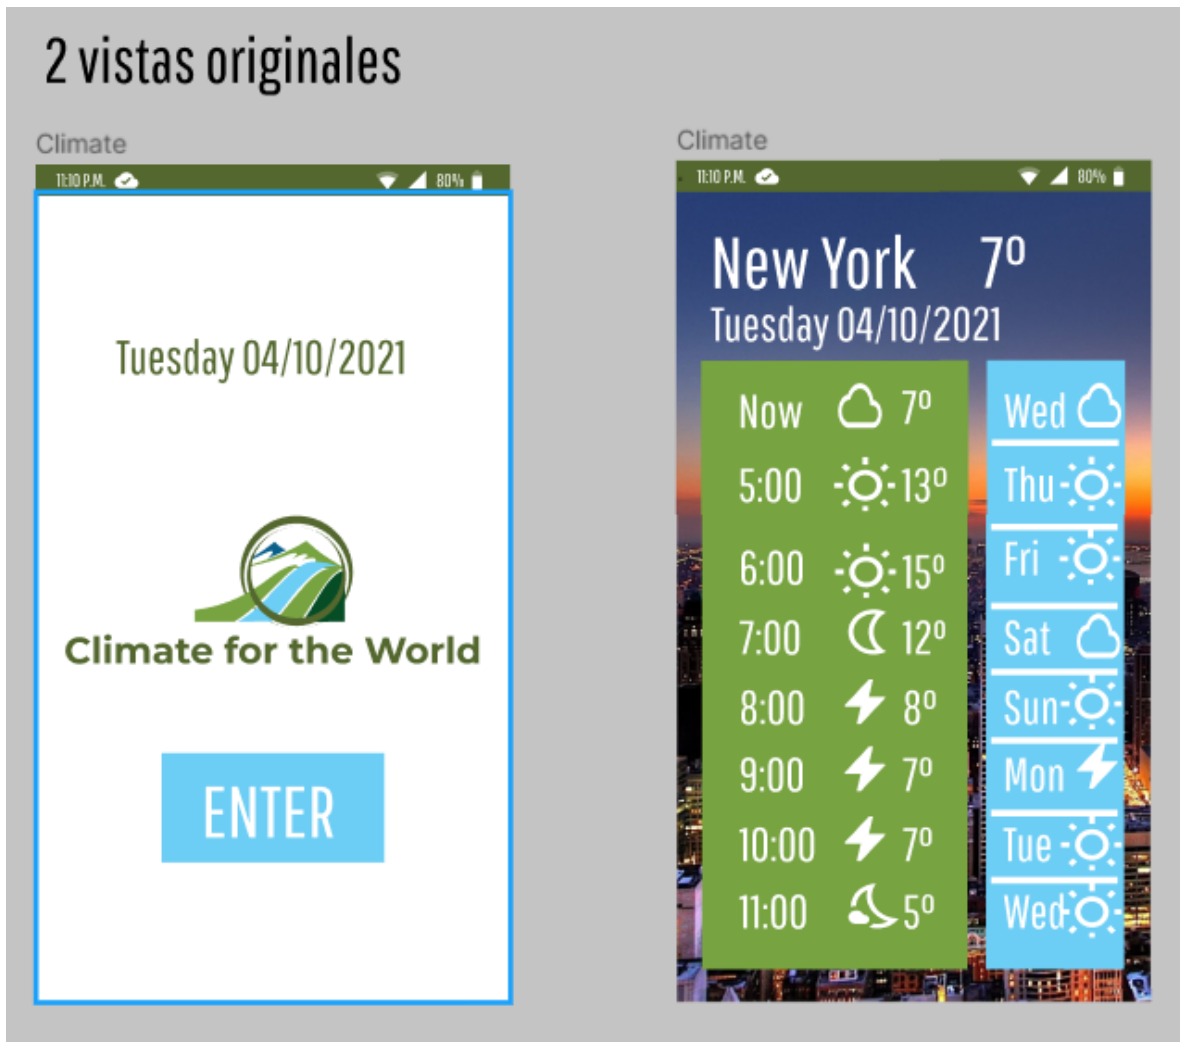 2 vistas originales
Climate
11:10 P.M. 80%
Tuesday 04/10/2021
Climate for the World
ENTER
Climate
11:10 P.M. 80%
New York 7º
Tuesday 04/10/2021
Now 7º
5:00 13º
6:00 15º
7:00 12º
8:00 8º
9:00 7º
10:00 7º
11:00 5º
Wed
Thu
Fri
Sat
Sun
Mon
Tue
Wed